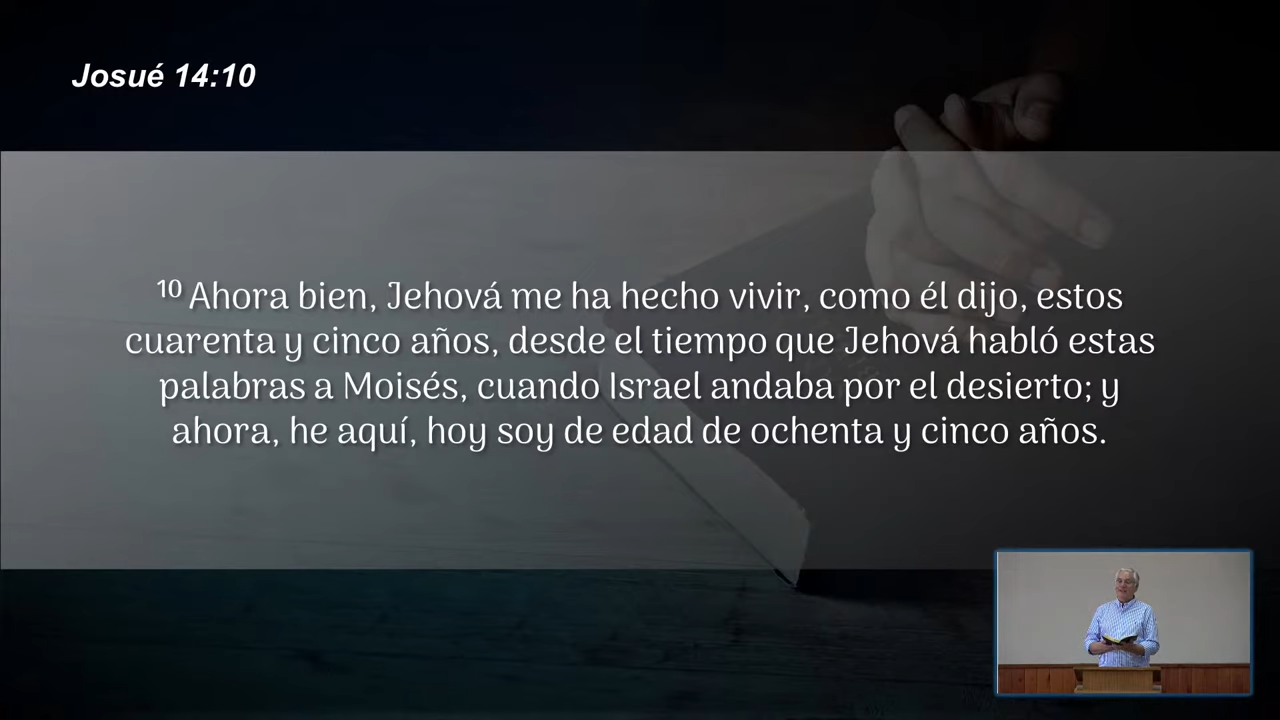 Josué 14:10
10 Ahora bien, Jehová me ha hecho vivir, como él dijo, estos
cuarenta y cinco años, desde el tiempo que Jehová habló estas
palabras a Moisés, cuando Israel andaba por el desierto; y
ahora, he aquí, hoy soy de edad de ochenta y cinco años.